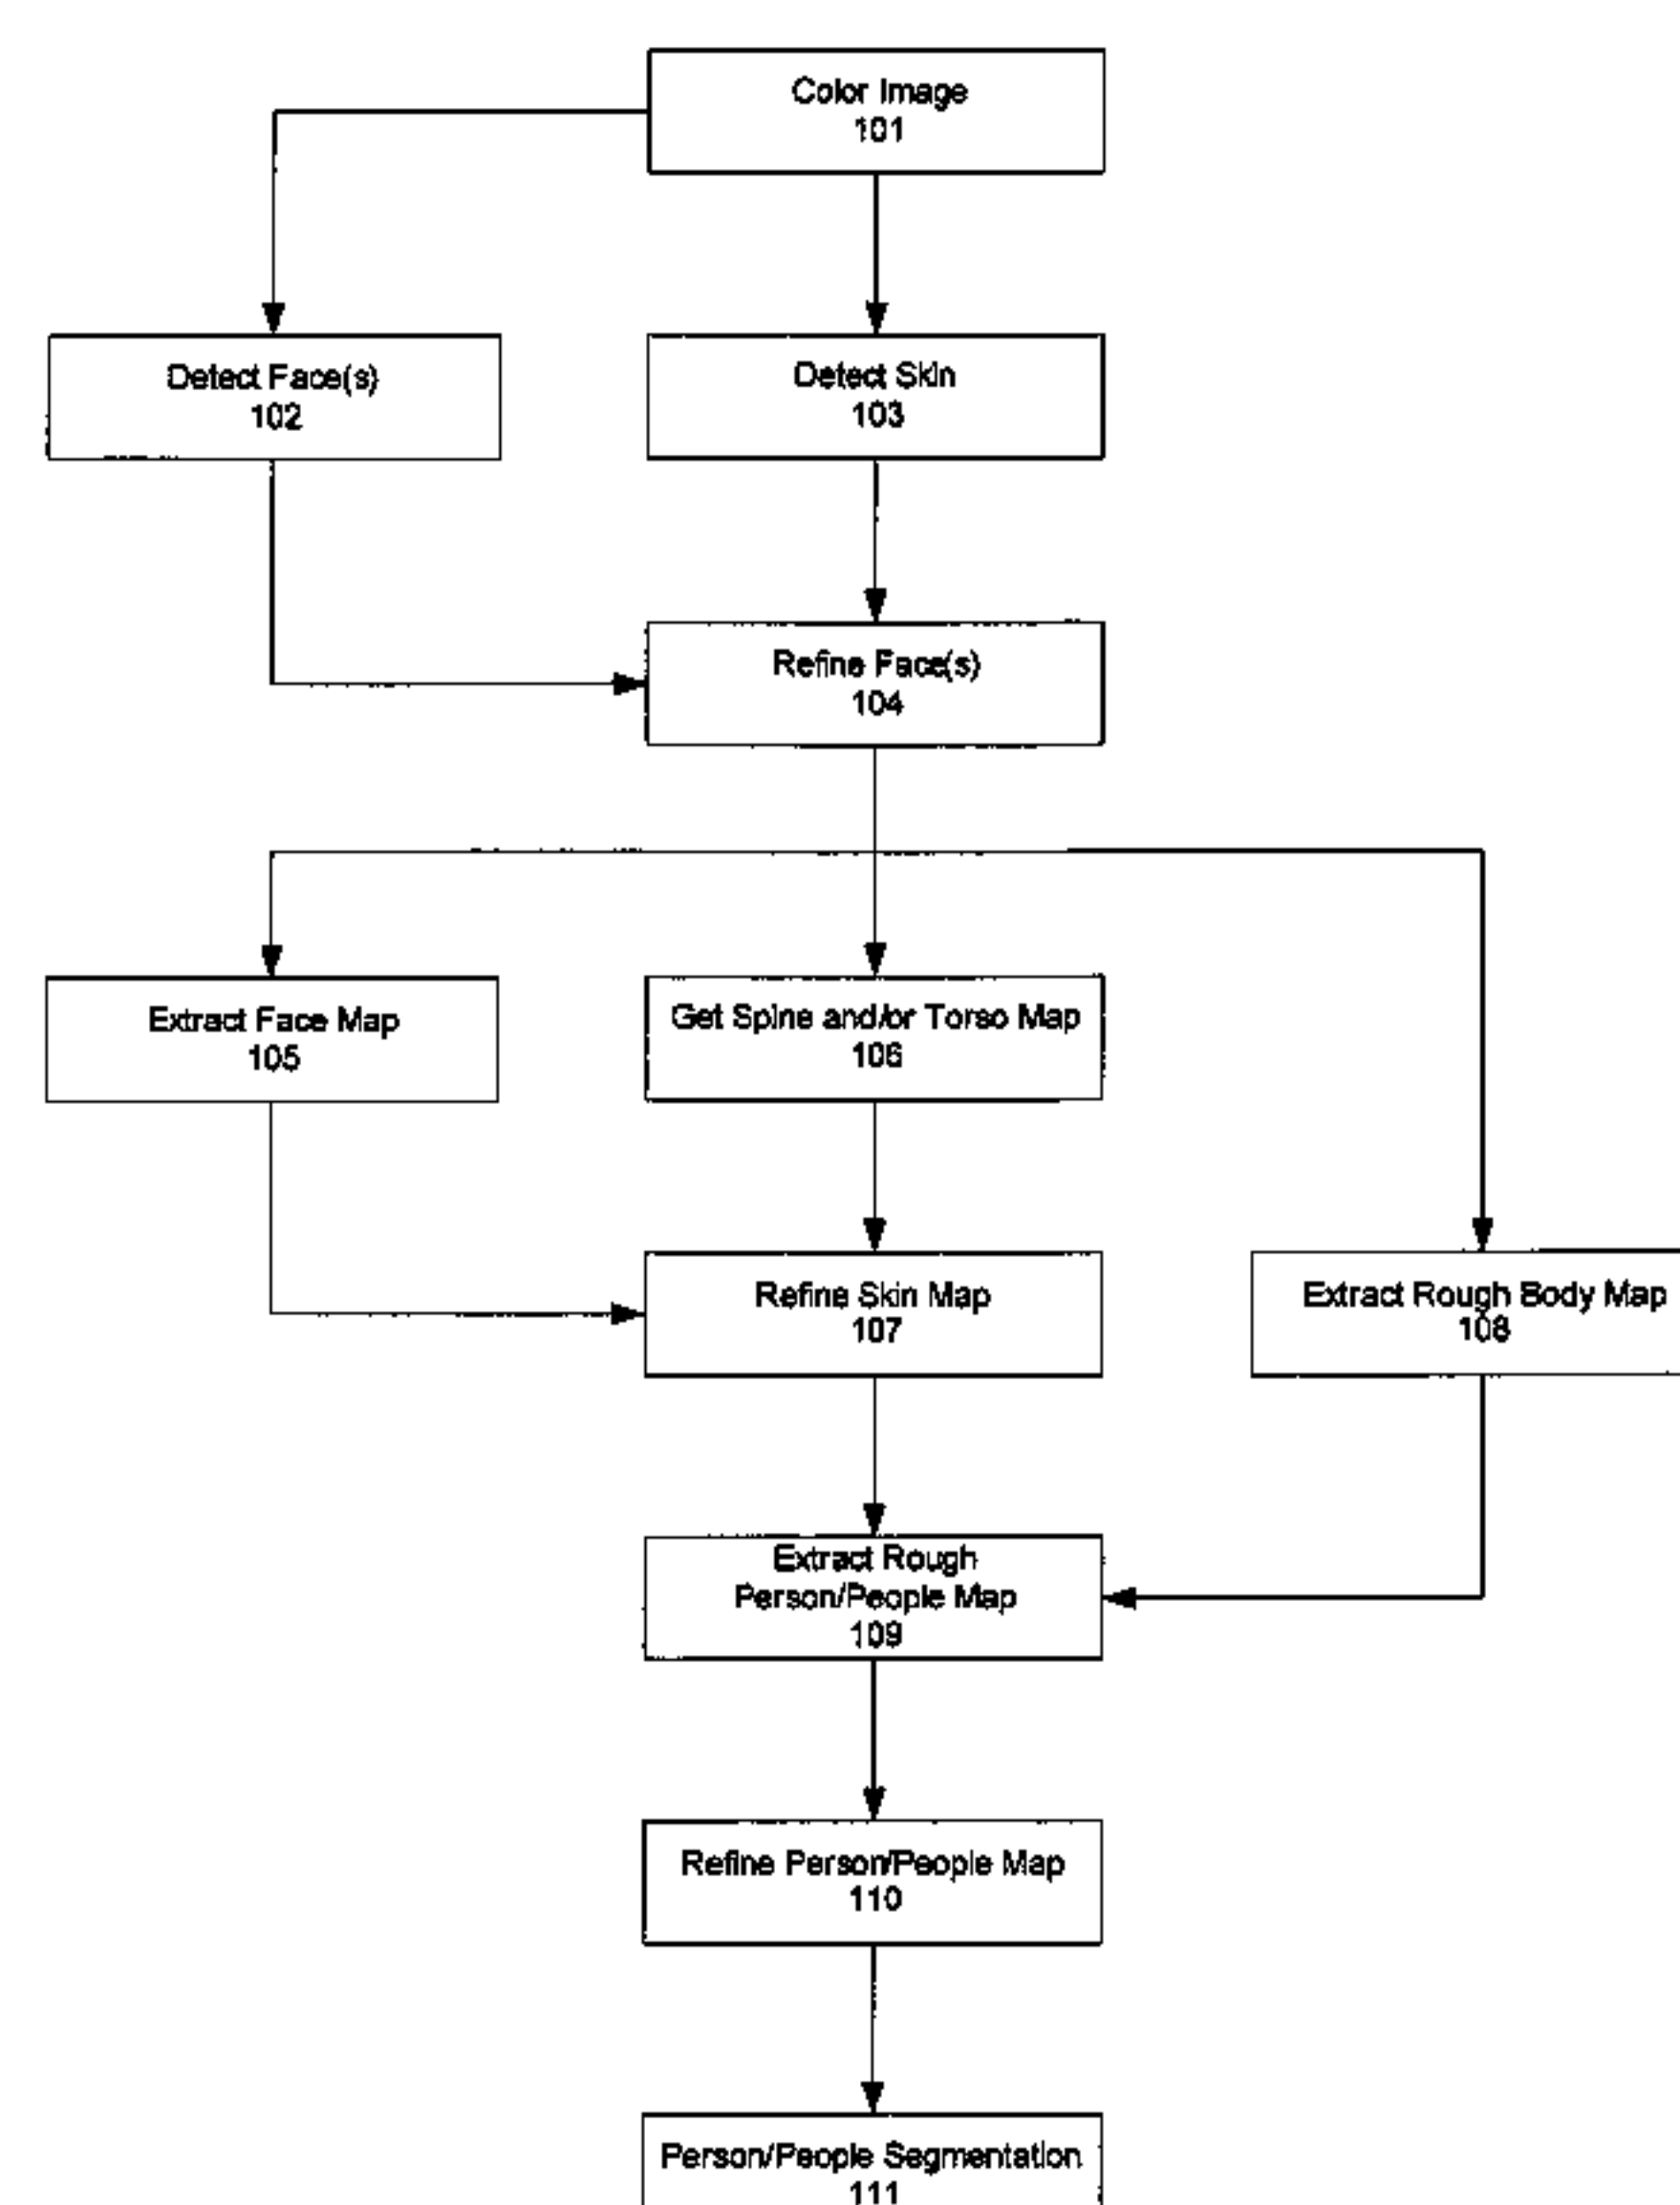 Color Image
101
Detect Face(s)
102
Detect Skin
103
Refine Face(s)
104
Extract Face Map
105
Get Spine and/or Torso Map
106
Refine Skin Map
107
Extract Rough Body Map
108
Extract Rough
Person/People Map
109
Refine Person/People Map
110
Person/People Segmentation
111